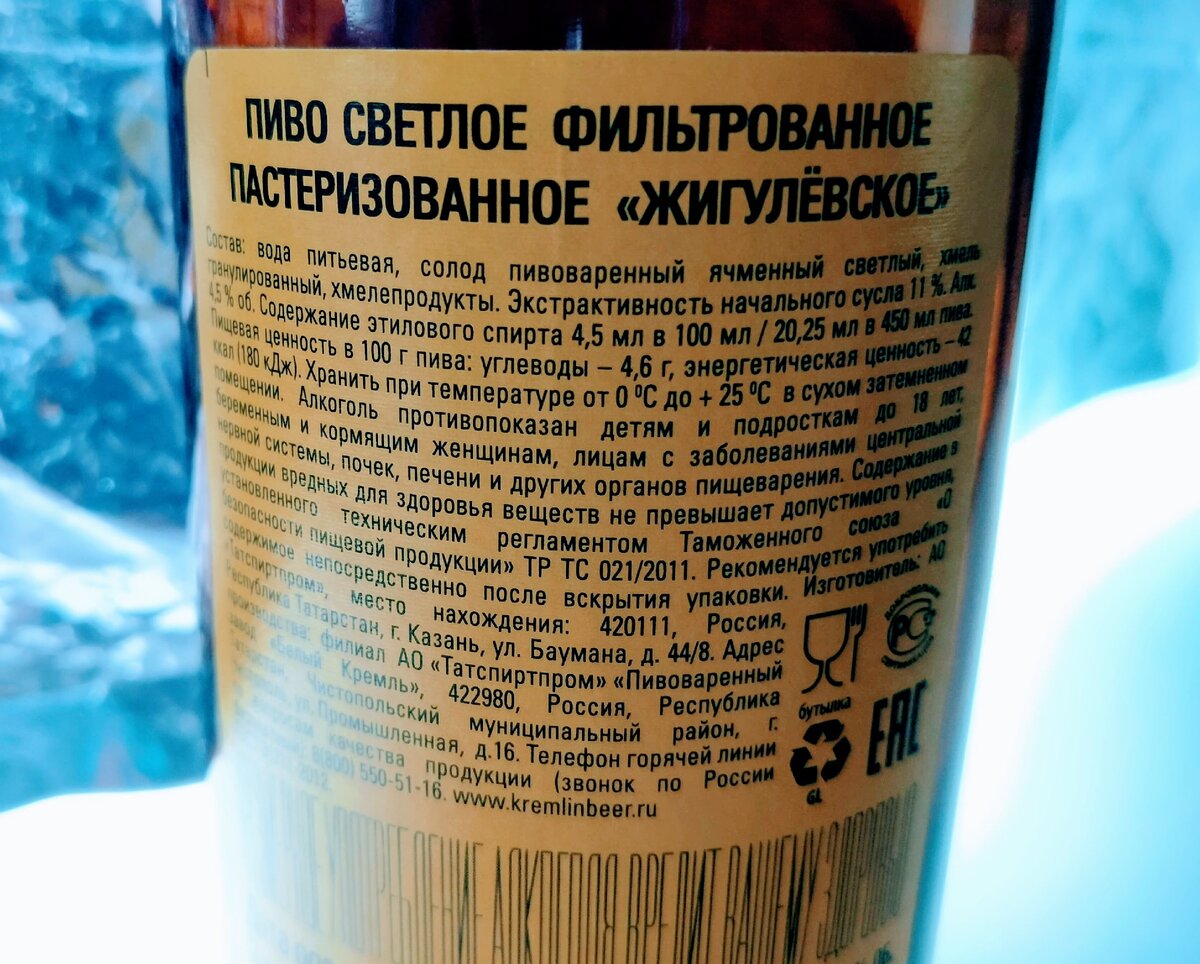 ПИВО СВЕТЛОЕ ФИЛЬТРОВАННОЕ
ПАСТЕРИЗОВАННОЕ «ЖИГУЛЁВСКОЕ»
Состав: вода питьевая, солод пивоваренный ячменный светлый, хмель
гранулированный, хмелепродукты. Экстрактивность начального сусла 11 %. Алк.
4,5 % об. Содержание этилового спирта 4,5 мл в 100 мл / 20,25 мл в 450 мл пива.
Пищевая ценность в 100 г пива: углеводы – 4,6 г, энергетическая ценность – 42
ккал (180 кДж). Хранить при температуре от 0 °С до + 25 °С в сухом затемненном
помещении. Алкоголь противопоказан детям и подросткам до 18 лет,
беременным и кормящим женщинам, лицам с заболеваниями центральной
нервной системы, почек, печени и других органов пищеварения. Содержание в
продукции вредных для здоровья веществ не превышает допустимого уровня,
установленного техническим регламентом Таможенного союза «О
безопасности пищевой продукции» ТР ТС 021/2011. Рекомендуется употребить
содержимое непосредственно после вскрытия упаковки. Изготовитель: АО
«Татспиртпром», место нахождения: 420111, Россия,
Республика Татарстан, г. Казань, ул. Баумана, д. 44/8. Адрес
производства: филиал АО «Татспиртпром» «Пивоваренный
завод «Белый Кремль», 422980, Россия, Республика
Татарстан, Чистопольский муниципальный район, г.
ул. Промышленная, д.16. Телефон горячей линии
вопросам качества продукции (звонок по России
8(800) 550-51-16. www.kremlinbeer.ru
2012.
бутылка
GL
РС
ЕАС
УПОТРЕБЛЕНИЕ АЛКОГОЛЯ ВРЕДИТ ВАШЕМУ ЗДОРОВЬЮ